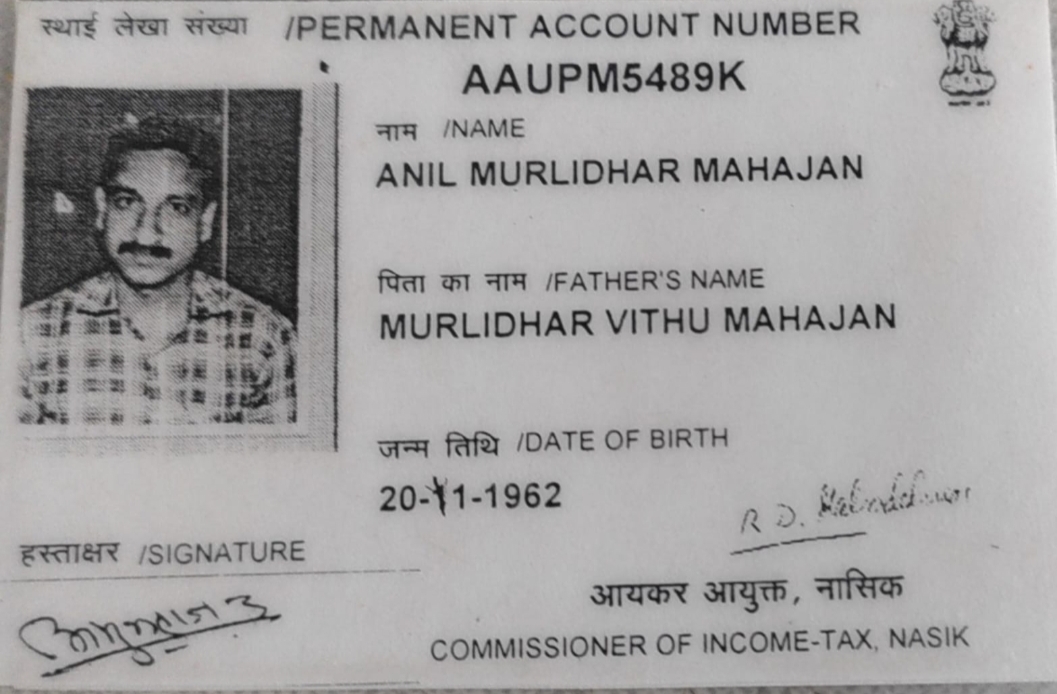 स्थाई लेखा संख्या /PERMANENT ACCOUNT NUMBER
AAUPM5489K
नाम /NAME
ANIL MURLIDHAR MAHAJAN
पिता का नाम /FATHER'S NAME
MURLIDHAR VITHU MAHAJAN
जन्म तिथि /DATE OF BIRTH
20-11-1962
R D.
हस्ताक्षर /SIGNATURE
आयकर आयुक्त, नासिक
COMMISSIONER OF INCOME-TAX, NASIK